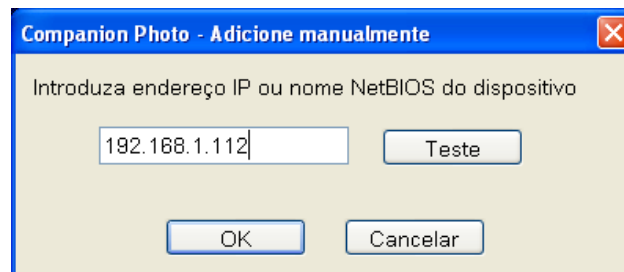 Companion Photo - Adicione manualmente
Introduza endereço IP ou nome NetBIOS do dispositivo
192.168.1.112 Teste
OK Cancelar